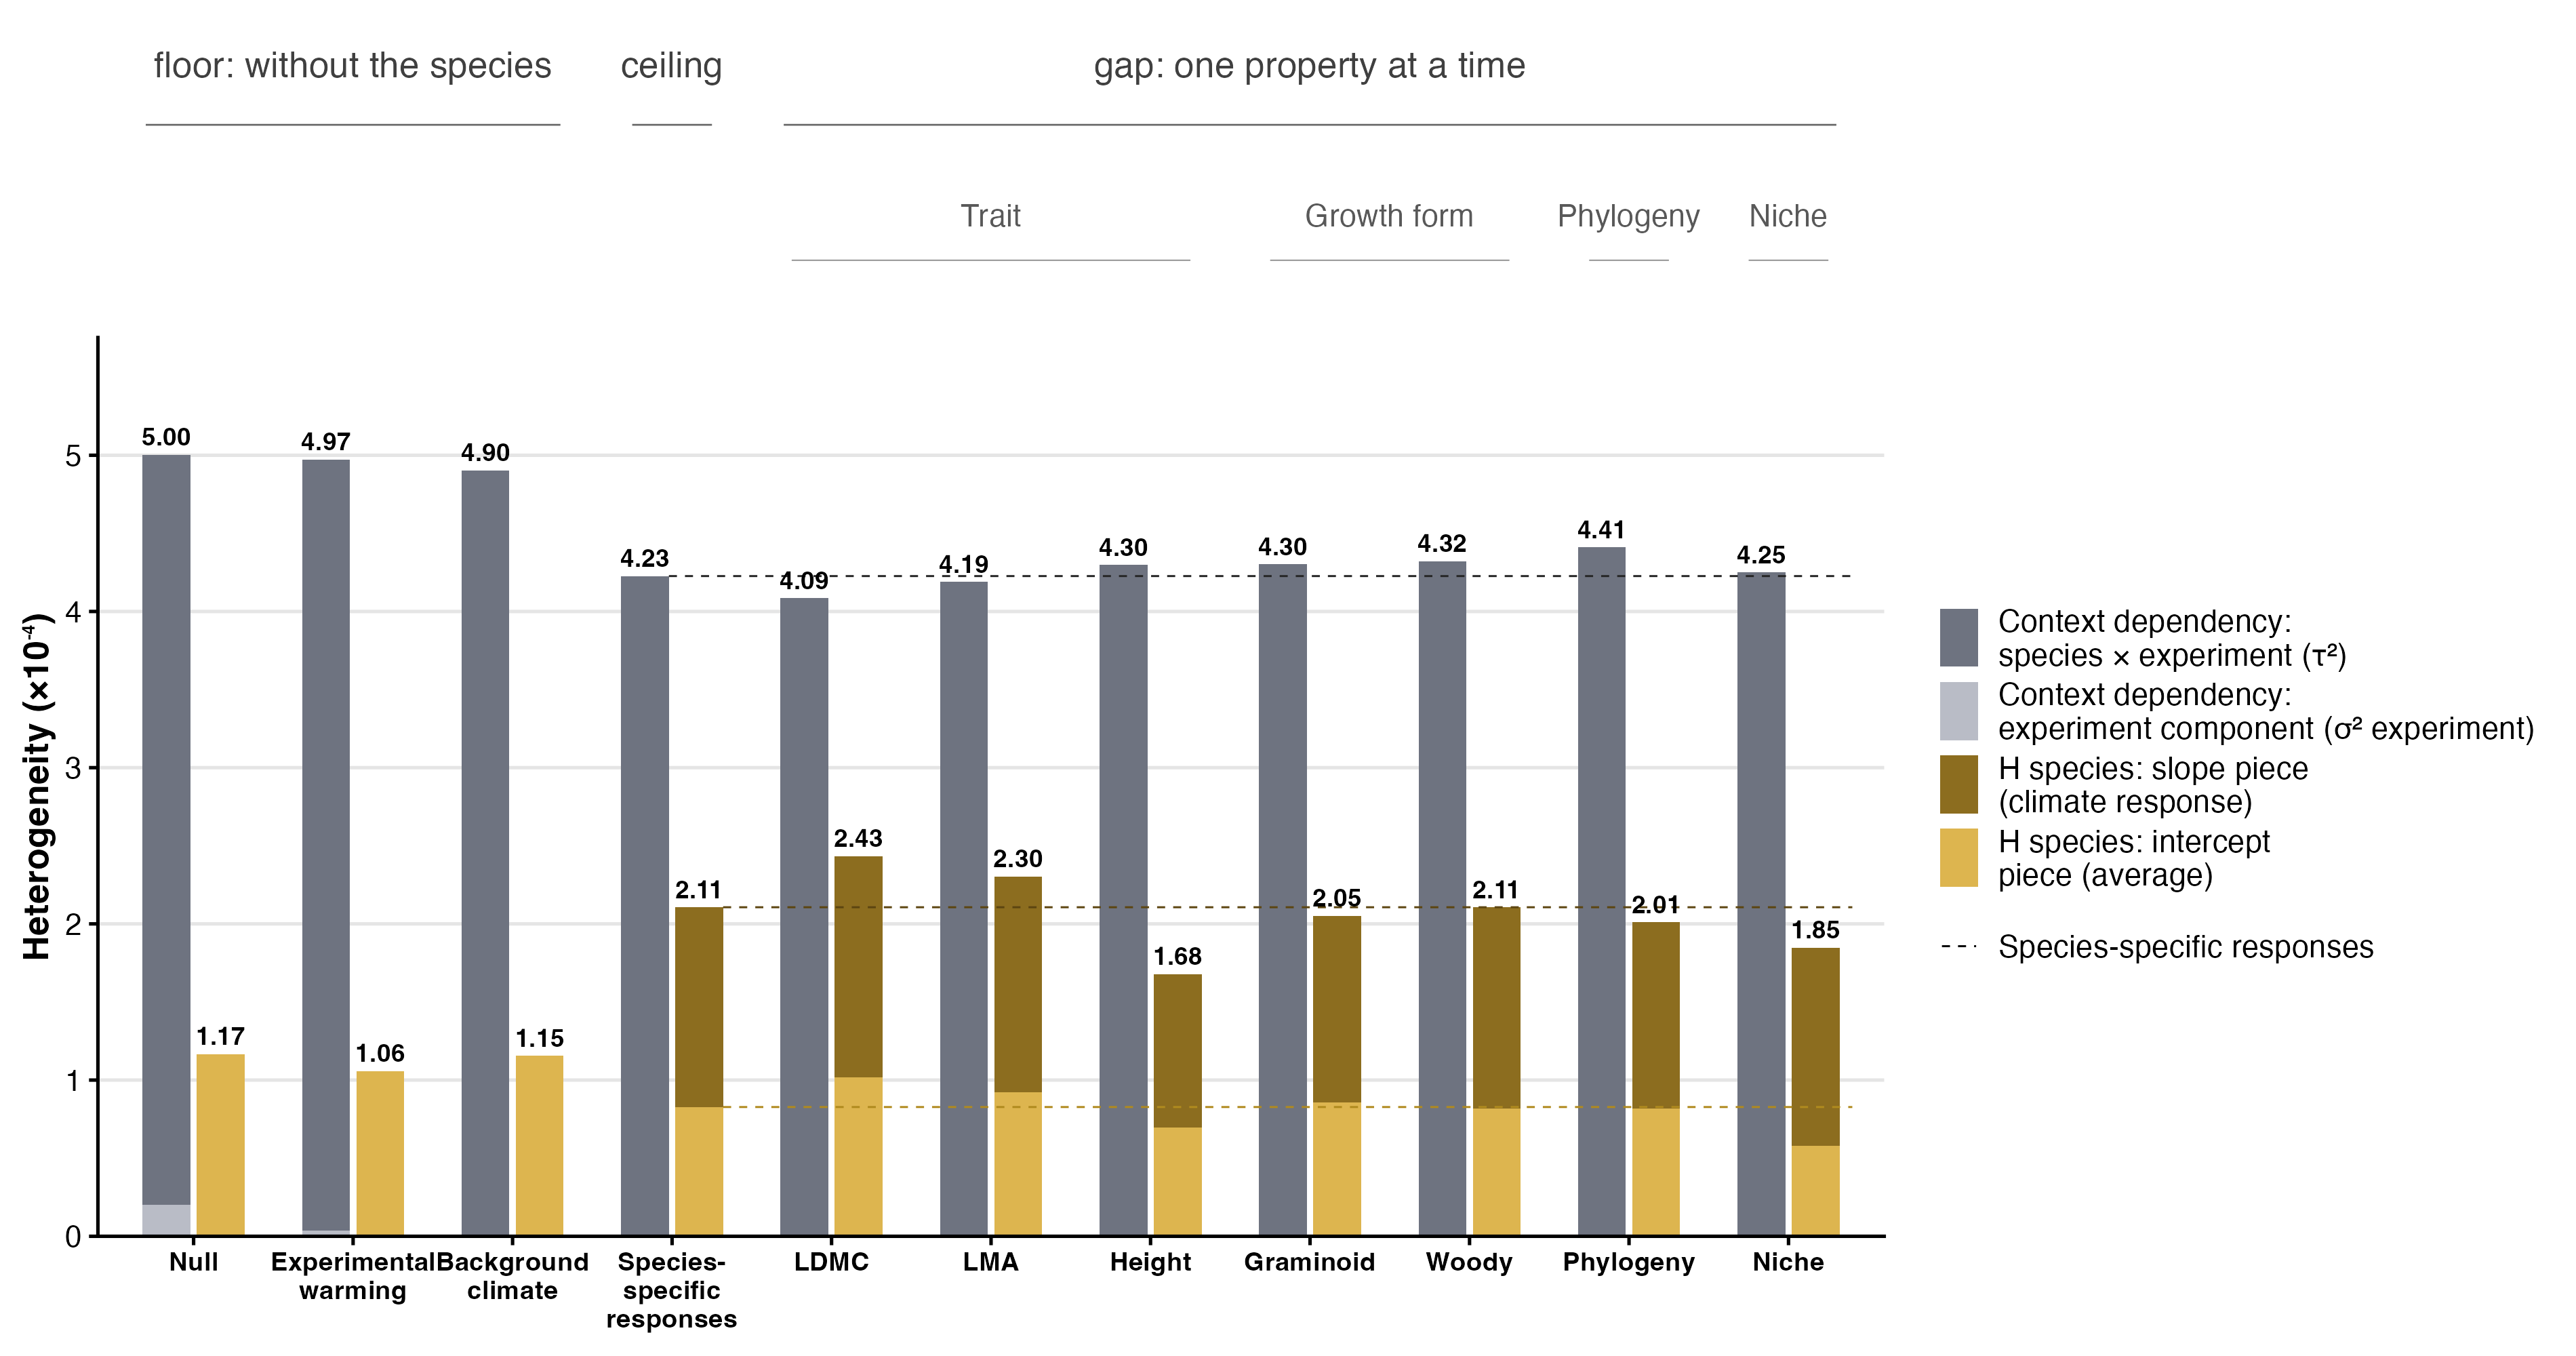 floor: without the species
ceiling
gap: one property at a time
Trait
Growth form
Phylogeny
Niche
Heterogeneity (×10⁻⁴)
5
4
3
2
1
0
5.00
1.17
4.97
1.06
4.90
1.15
4.23
2.11
4.09
2.43
4.19
2.30
4.30
1.68
4.30
2.05
4.32
2.11
4.41
2.01
4.25
1.85
Null
Experimental
warming
Background
climate
Species-
specific
responses
LDMC
LMA
Height
Graminoid
Woody
Phylogeny
Niche
Context dependency:
species × experiment (τ²)
Context dependency:
experiment component (σ² experiment)
H species: slope piece
(climate response)
H species: intercept
piece (average)
Species-specific responses